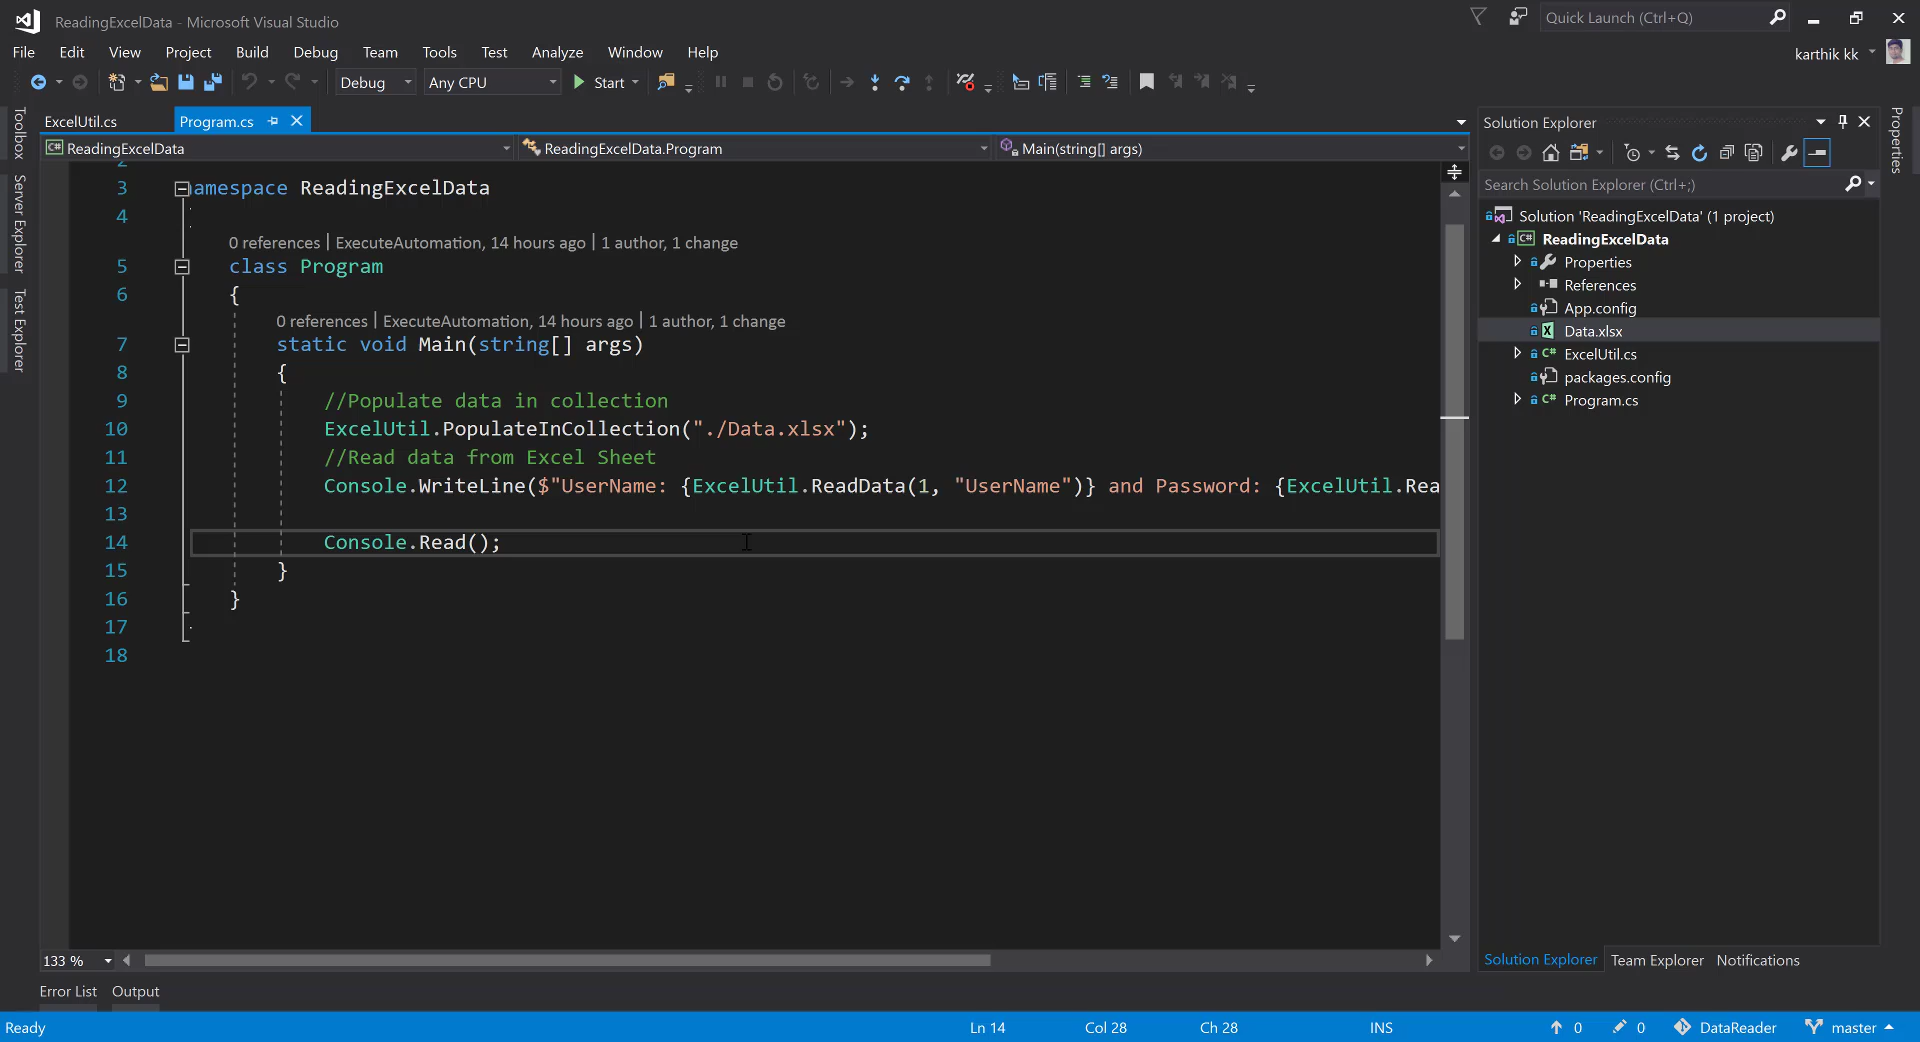 ReadingExcelData - Microsoft Visual Studio
Quick Launch (Ctrl+Q)
File Edit View Project Build Debug Team Tools Test Analyze Window Help
karthik kk
Debug Any CPU Start
Toolbox
Server Explorer
Test Explorer
ExcelUtil.cs Program.cs
ReadingExcelData ReadingExcelData.Program Main(string[] args)
2
3 namespace ReadingExcelData
4
0 references | ExecuteAutomation, 14 hours ago | 1 author, 1 change
5 class Program
6 {
0 references | ExecuteAutomation, 14 hours ago | 1 author, 1 change
7 static void Main(string[] args)
8 {
9 //Populate data in collection
10 ExcelUtil.PopulateInCollection("./Data.xlsx");
11 //Read data from Excel Sheet
12 Console.WriteLine($"UserName: {ExcelUtil.ReadData(1, "UserName")} and Password: {ExcelUtil.Rea
13
14 Console.Read();
15 }
16 }
17
18
133 %
Error List Output
Solution Explorer
Search Solution Explorer (Ctrl+;)
Solution 'ReadingExcelData' (1 project)
C# ReadingExcelData
Properties
References
App.config
Data.xlsx
C# ExcelUtil.cs
packages.config
C# Program.cs
Solution Explorer Team Explorer Notifications
Properties
Ready Ln 14 Col 28 Ch 28 INS 0 0 DataReader master